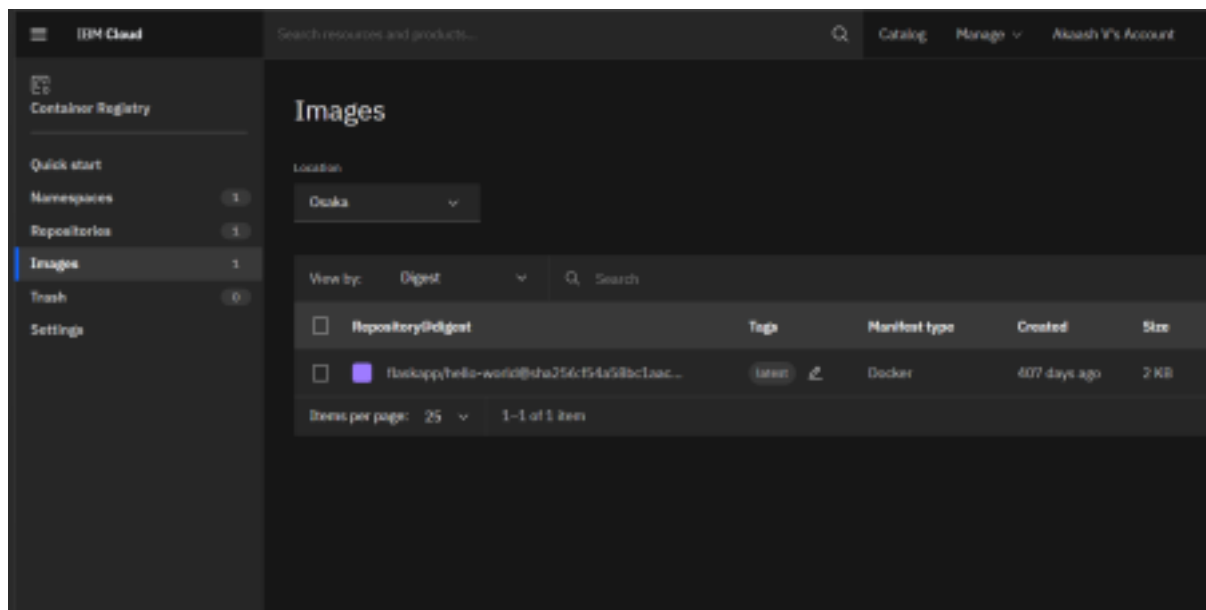 IBM Cloud
Search resources and products...
Catalog
Manage
Akaash V's Account
Container Registry
Quick start
Namespaces 1
Repositories 1
Images 1
Trash 0
Settings
Images
Location
Osaka
View by: Digest
Search
Repository@digest Tags Manifest type Created Size
flaskapp/hello-world@sha256:f54a58bc1aac... latest Docker 407 days ago 2 KB
Items per page: 25 1–1 of 1 item